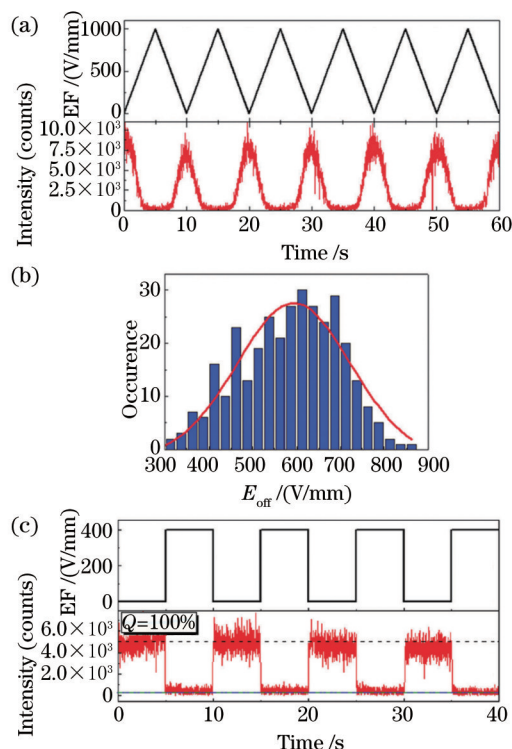 (a)
EF /(V/mm)
1000
500
0
Intensity (counts)
10.0×10³
7.5×10³
5.0×10³
2.5×10³
0
0 10 20 30 40 50 60
Time /s
(b)
Occurence
30
20
10
0
300 400 500 600 700 800 900
E_off /(V/mm)
(c)
EF /(V/mm)
400
200
0
Intensity (counts)
Q=100%
6.0×10³
4.0×10³
2.0×10³
0
0 10 20 30 40
Time /s